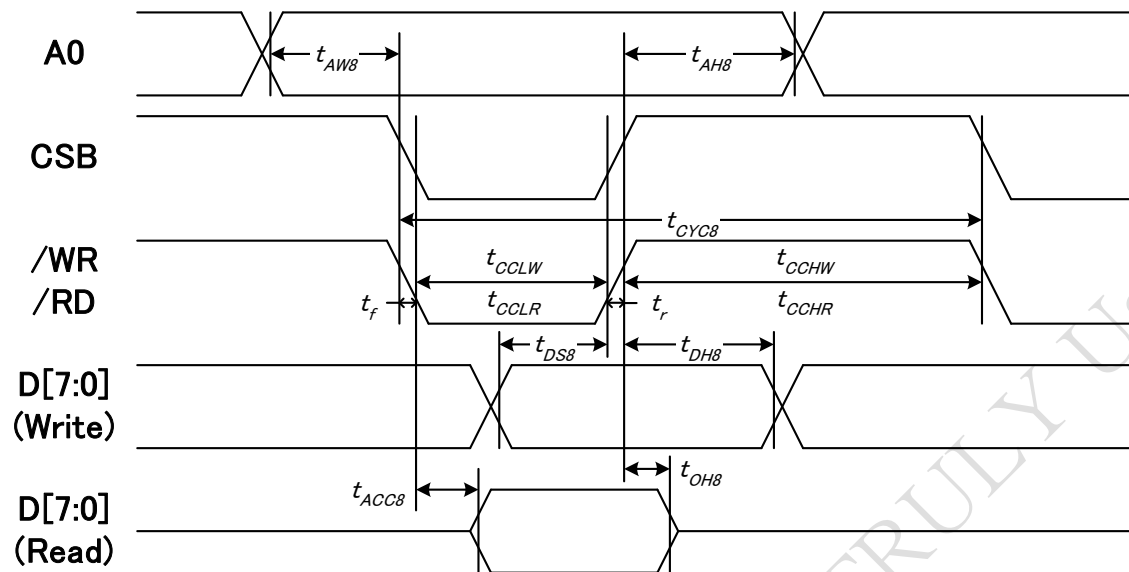 A0
t_AW8
t_AH8
CSB
t_CYC8
/WR
/RD
t_CCLW
t_CCHW
t_f
t_CCLR
t_r
t_CCHR
t_DS8
t_DH8
D[7:0]
(Write)
t_OH8
t_ACC8
D[7:0]
(Read)
TRULY